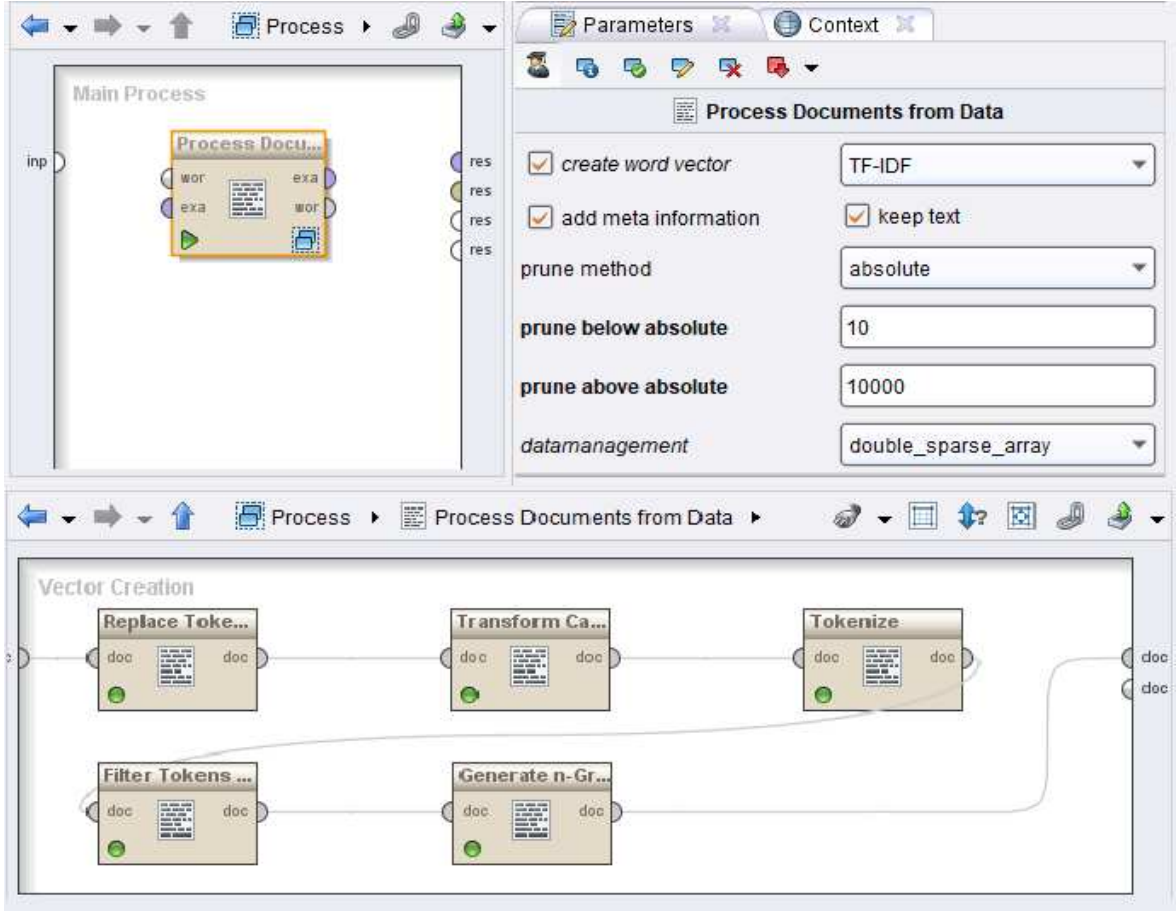 Process
Main Process
Process Docu...
inp
wor
exa
exa
wor
res
res
res
res
Parameters
Context
Process Documents from Data
create word vector
TF-IDF
add meta information
keep text
prune method
absolute
prune below absolute
10
prune above absolute
10000
datamanagement
double_sparse_array
Process
Process Documents from Data
Vector Creation
Replace Toke...
doc
doc
Transform Ca...
doc
doc
Tokenize
doc
doc
doc
doc
Filter Tokens ...
doc
doc
Generate n-Gr...
doc
doc